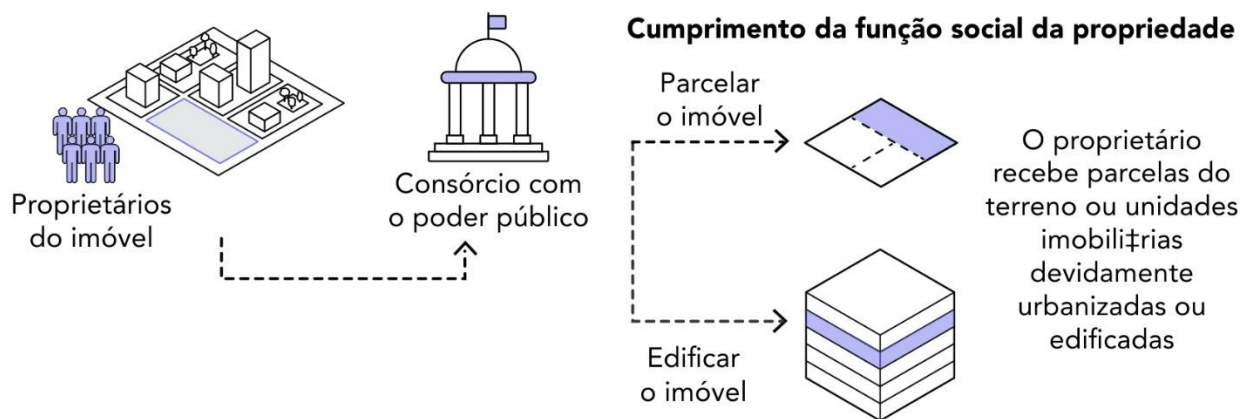 Proprietários
do imóvel
Consórcio com
o poder público
Cumprimento da função social da propriedade
Parcelar
o imóvel
Edificar
o imóvel
O proprietário
recebe parcelas do
terreno ou unidades
imobili‡rias
devidamente
urbanizadas ou
edificadas